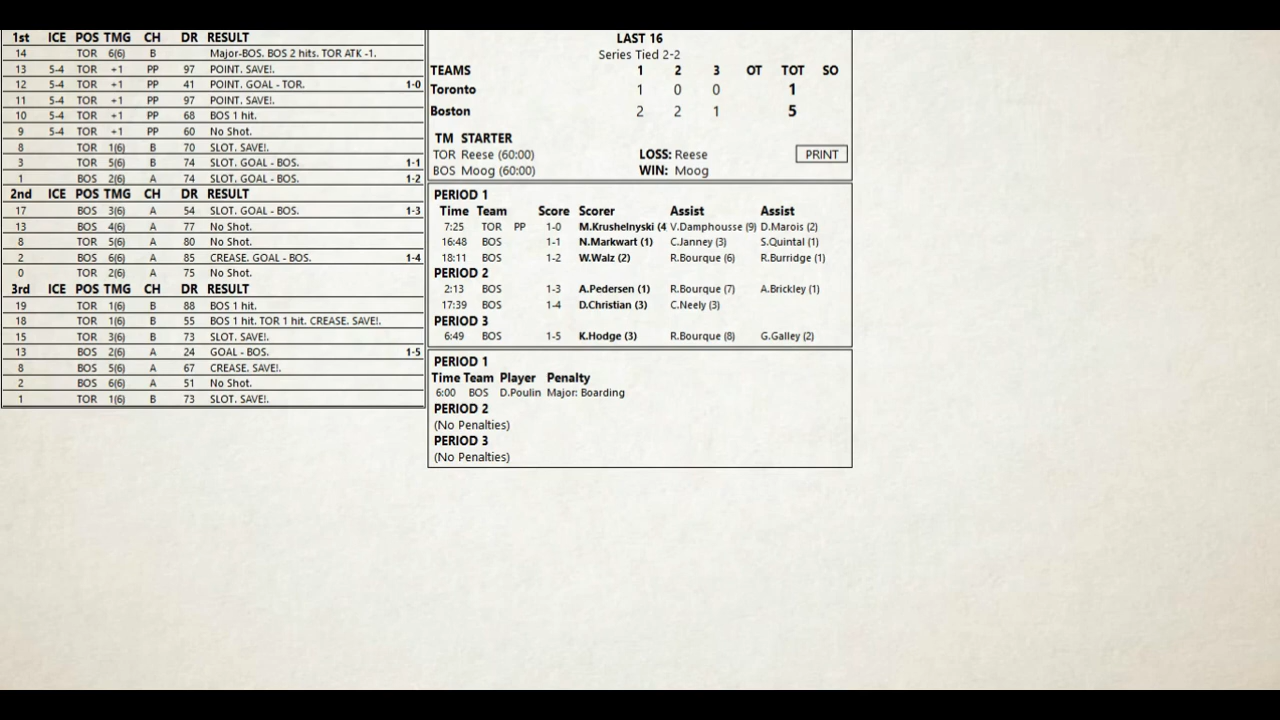 1st ICE POS TMG CH DR RESULT
14 TOR 6(6) B Major-BOS. BOS 2 hits. TOR ATK -1.
13 5-4 TOR +1 PP 97 POINT. SAVE!.
12 5-4 TOR +1 PP 41 POINT. GOAL - TOR. 1-0
11 5-4 TOR +1 PP 97 POINT. SAVE!.
10 5-4 TOR +1 PP 68 BOS 1 hit.
9 5-4 TOR +1 PP 60 No Shot.
8 TOR 1(6) B 70 SLOT. SAVE!.
3 TOR 5(6) B 74 SLOT. GOAL - BOS. 1-1
1 BOS 2(6) A 74 SLOT. GOAL - BOS. 1-2
2nd ICE POS TMG CH DR RESULT
17 BOS 3(6) A 54 SLOT. GOAL - BOS. 1-3
13 BOS 4(6) A 77 No Shot.
8 TOR 5(6) A 80 No Shot.
2 BOS 6(6) A 85 CREASE. GOAL - BOS. 1-4
0 TOR 2(6) A 75 No Shot.
3rd ICE POS TMG CH DR RESULT
19 TOR 1(6) B 88 BOS 1 hit.
18 TOR 1(6) B 55 BOS 1 hit. TOR 1 hit. CREASE. SAVE!.
15 TOR 3(6) B 73 SLOT. SAVE!.
13 BOS 2(6) A 24 GOAL - BOS. 1-5
8 BOS 5(6) A 67 CREASE. SAVE!.
2 BOS 6(6) A 51 No Shot.
1 TOR 1(6) B 73 SLOT. SAVE!.
LAST 16
Series Tied 2-2
TEAMS 1 2 3 OT TOT SO
Toronto 1 0 0 1
Boston 2 2 1 5
TM STARTER
TOR Reese (60:00) LOSS: Reese PRINT
BOS Moog (60:00) WIN: Moog
PERIOD 1
Time Team Score Scorer Assist Assist
7:25 TOR PP 1-0 M.Krushelnyski (4 V.Damphousse (9) D.Marois (2)
16:48 BOS 1-1 N.Markwart (1) C.Janney (3) S.Quintal (1)
18:11 BOS 1-2 W.Walz (2) R.Bourque (6) R.Burridge (1)
PERIOD 2
2:13 BOS 1-3 A.Pedersen (1) R.Bourque (7) A.Brickley (1)
17:39 BOS 1-4 D.Christian (3) C.Neely (3)
PERIOD 3
6:49 BOS 1-5 K.Hodge (3) R.Bourque (8) G.Galley (2)
PERIOD 1
Time Team Player Penalty
6:00 BOS D.Poulin Major: Boarding
PERIOD 2
(No Penalties)
PERIOD 3
(No Penalties)